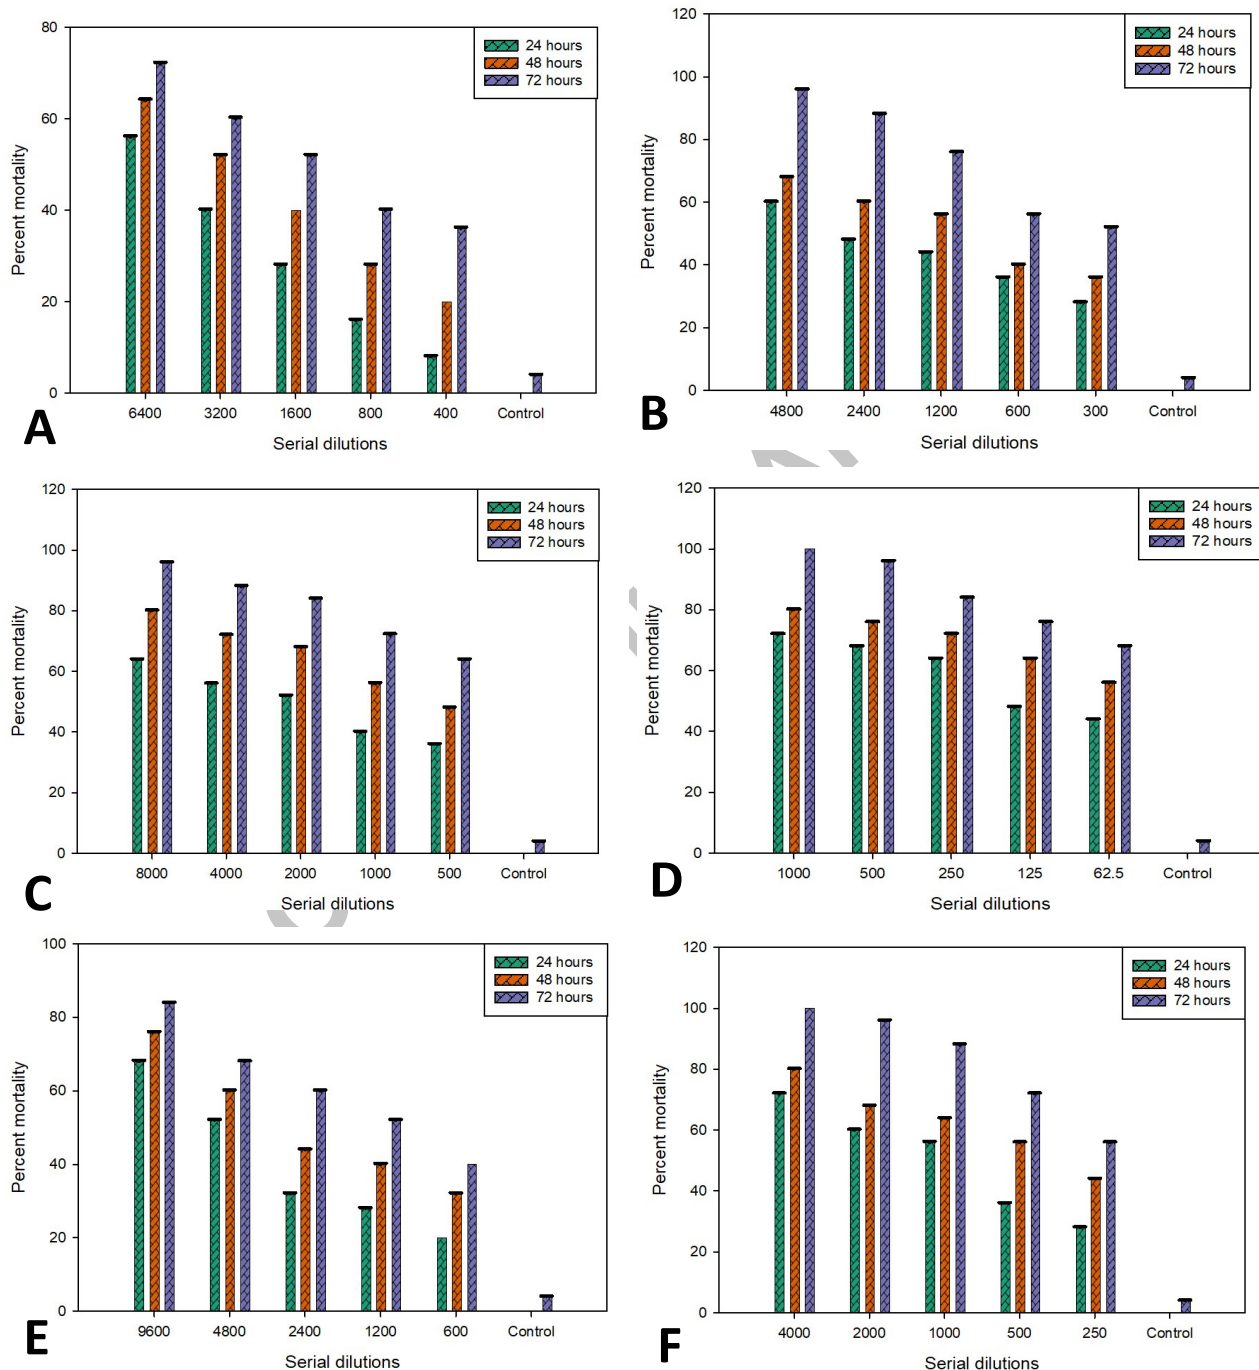 80
60
40
20
0
Percent mortality
24 hours
48 hours
72 hours
6400 3200 1600 800 400 Control
Serial dilutions
A
120
100
80
60
40
20
0
Percent mortality
24 hours
48 hours
72 hours
4800 2400 1200 600 300 Control
Serial dilutions
B
120
100
80
60
40
20
0
Percent mortality
24 hours
48 hours
72 hours
8000 4000 2000 1000 500 Control
Serial dilutions
C
120
100
80
60
40
20
0
Percent mortality
24 hours
48 hours
72 hours
1000 500 250 125 62.5 Control
Serial dilutions
D
100
80
60
40
20
0
Percent mortality
24 hours
48 hours
72 hours
9600 4800 2400 1200 600 Control
Serial dilutions
E
120
100
80
60
40
20
0
Percent mortality
24 hours
48 hours
72 hours
4000 2000 1000 500 250 Control
Serial dilutions
F